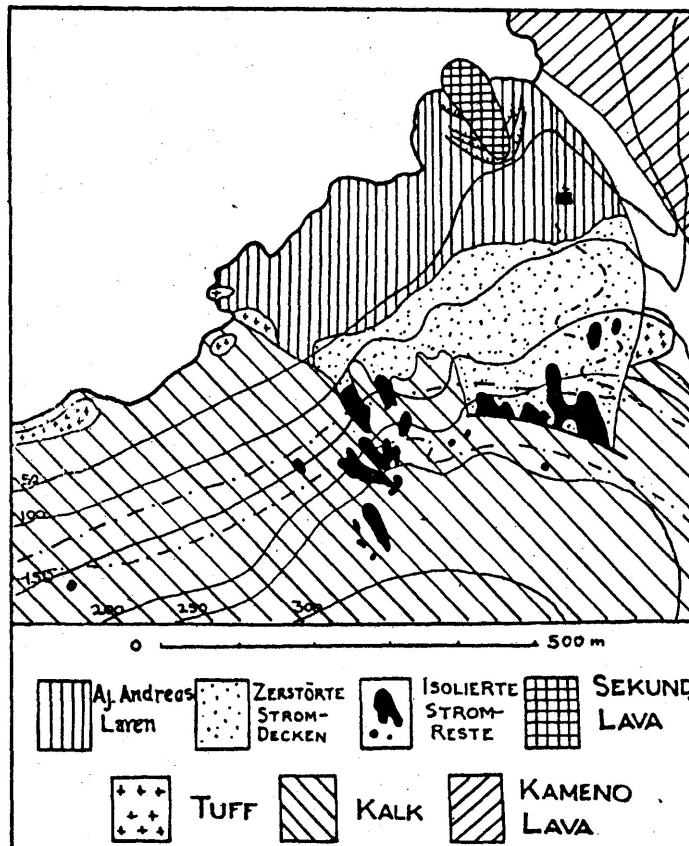 50
100
150
200 250 300
0 500 m
Aj. Andreas
Laven
ZERSTÖRTE
STROM-
DECKEN
ISOLIERTE
STROM-
RESTE
SEKUND
LAVA
TUFF
KALK
KAMENO
LAVA